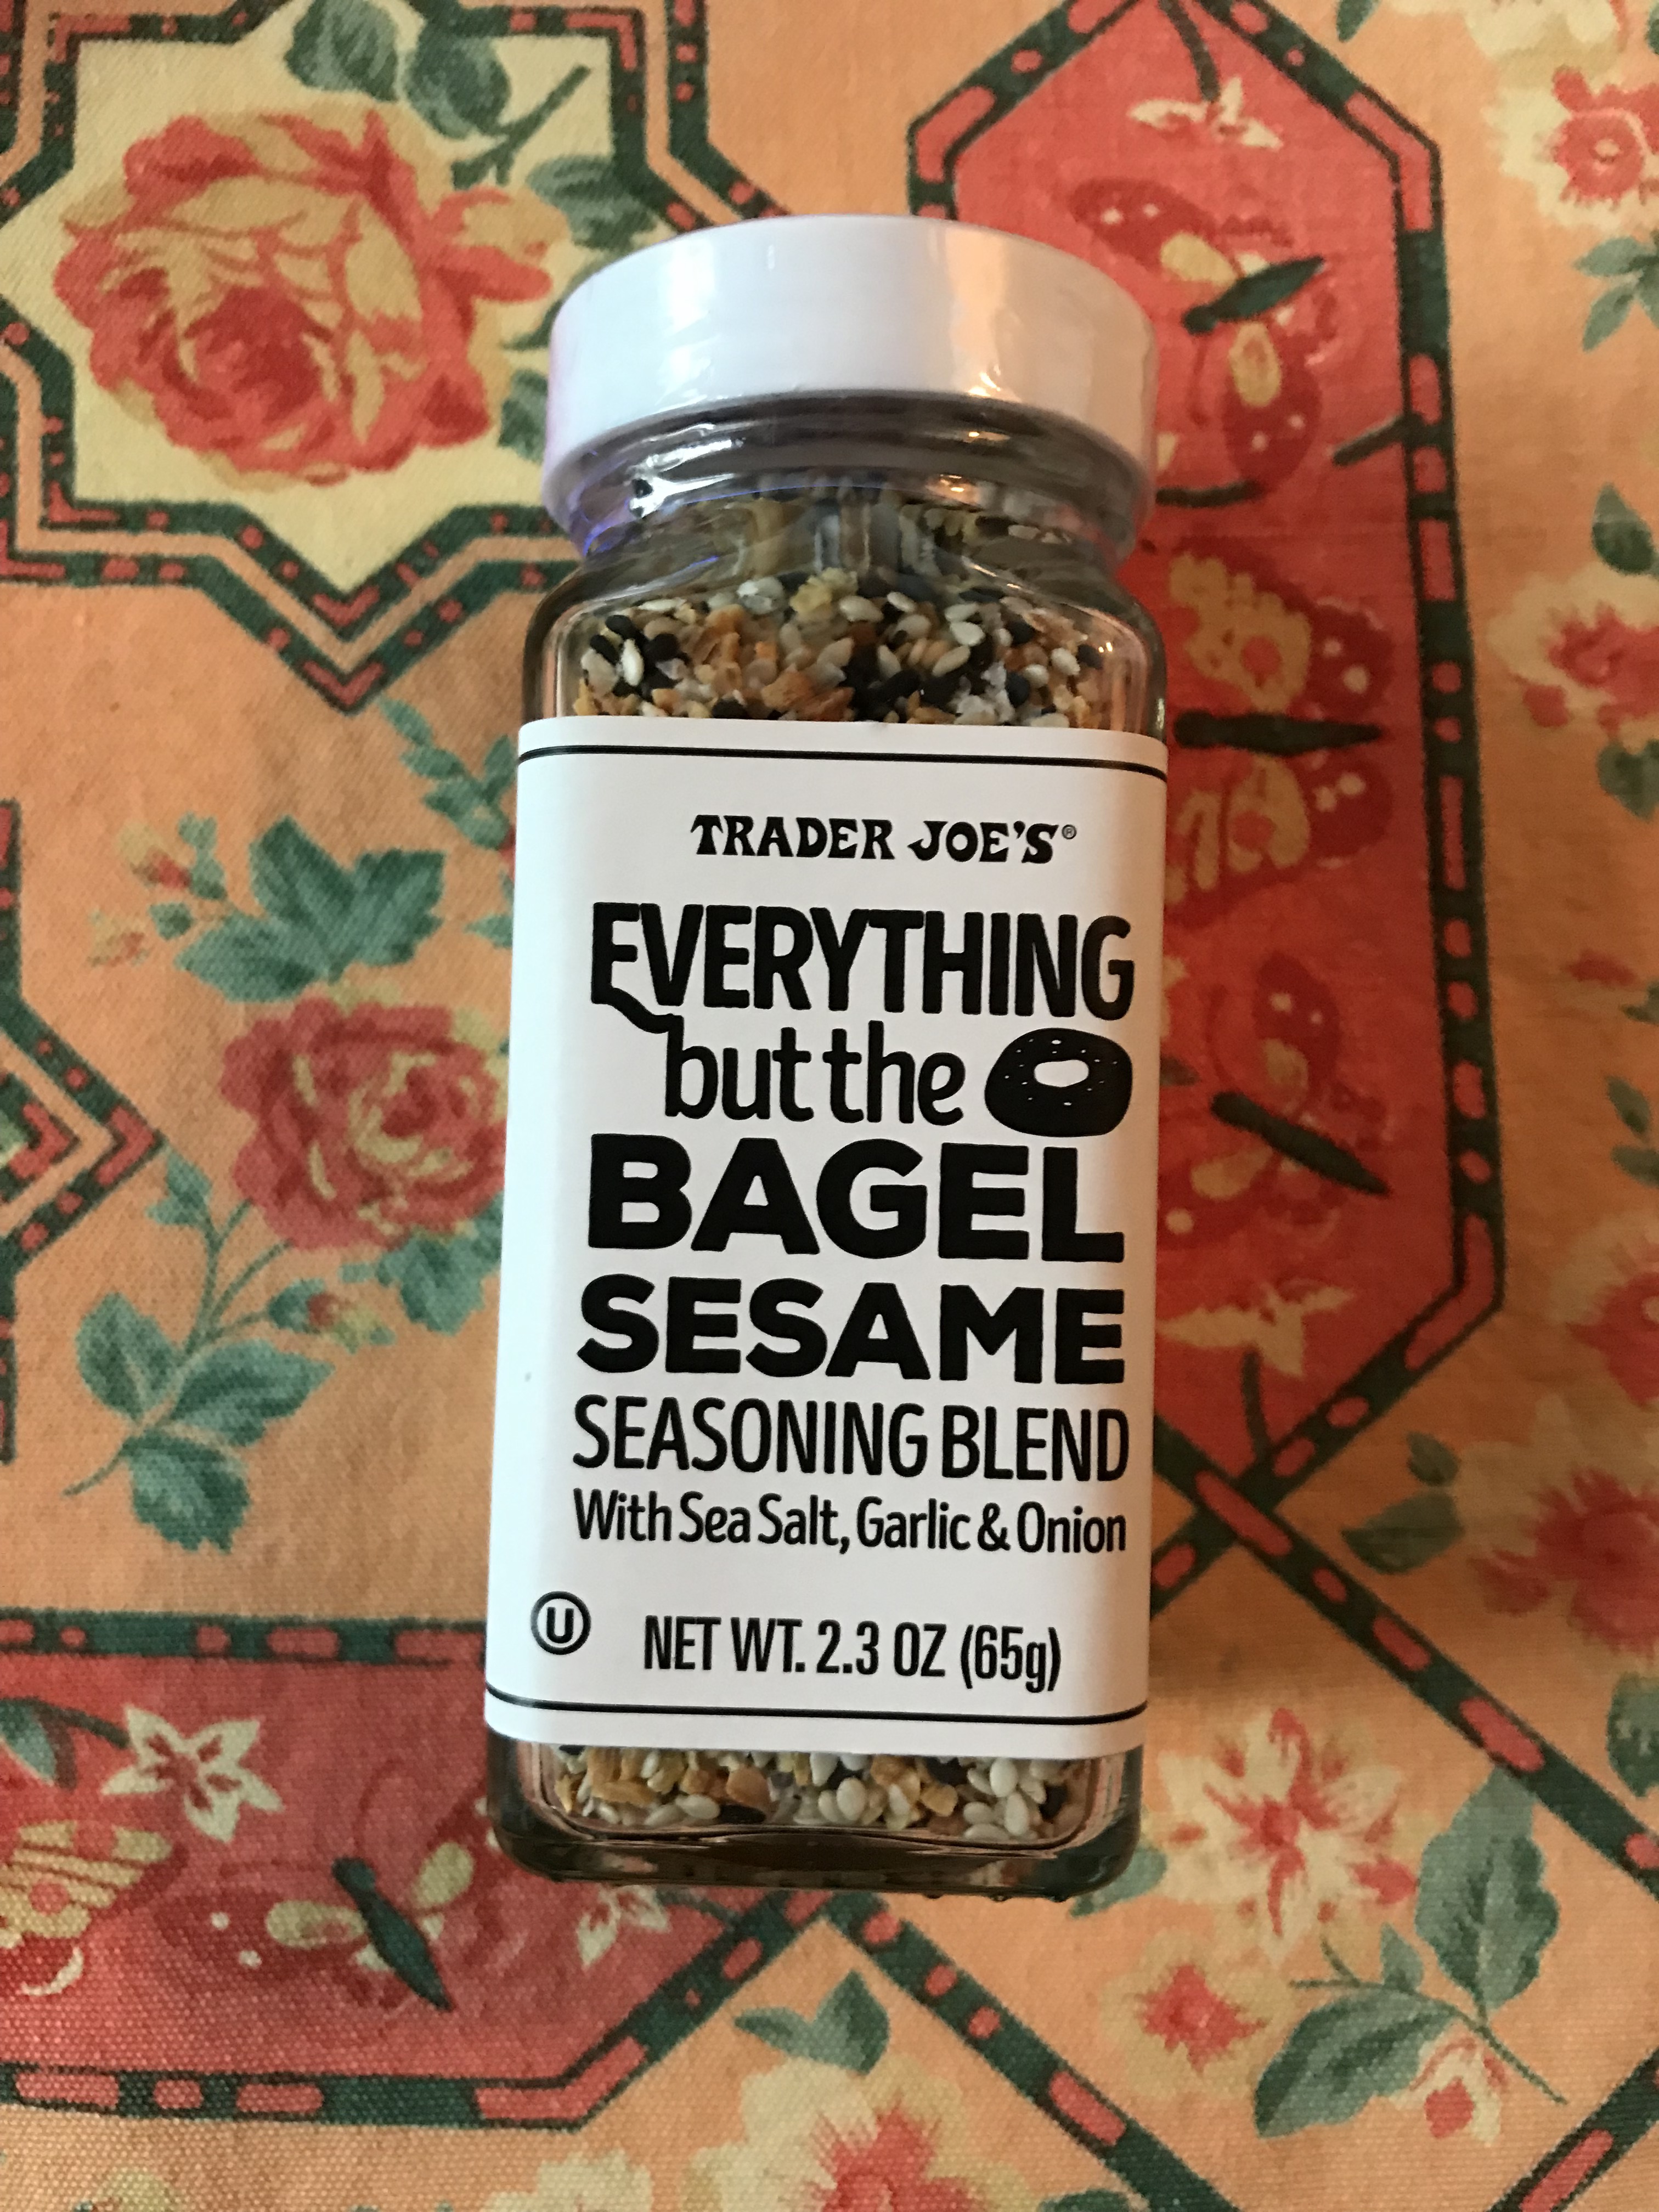 TRADER JOE'S®
EVERYTHING
but the
BAGEL
SESAME
SEASONING BLEND
With Sea Salt, Garlic & Onion
U NET WT. 2.3 OZ (65g)